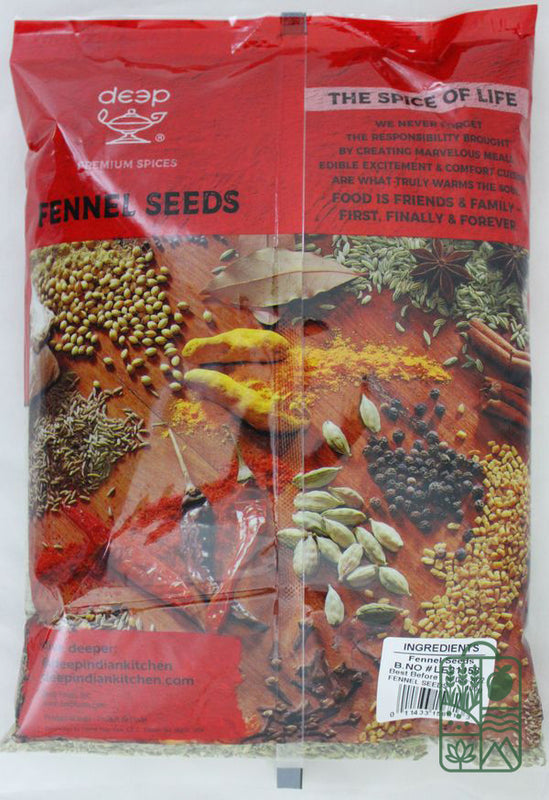 deep
®
PREMIUM SPICES
FENNEL SEEDS
THE SPICE OF LIFE
WE NEVER FORGET
THE RESPONSIBILITY BROUGHT
BY CREATING MARVELOUS MEALS
EDIBLE EXCITEMENT & COMFORT
ARE WHAT TRULY WARMS THE
FOOD IS FRIENDS & FAMILY
FIRST, FINALLY & FOREVER
deeper:
deepindiankitchen
deepindiankitchen.com
INGREDIENTS
Fennel Seeds
B.NO #
Best Before
FENNEL SEEDS